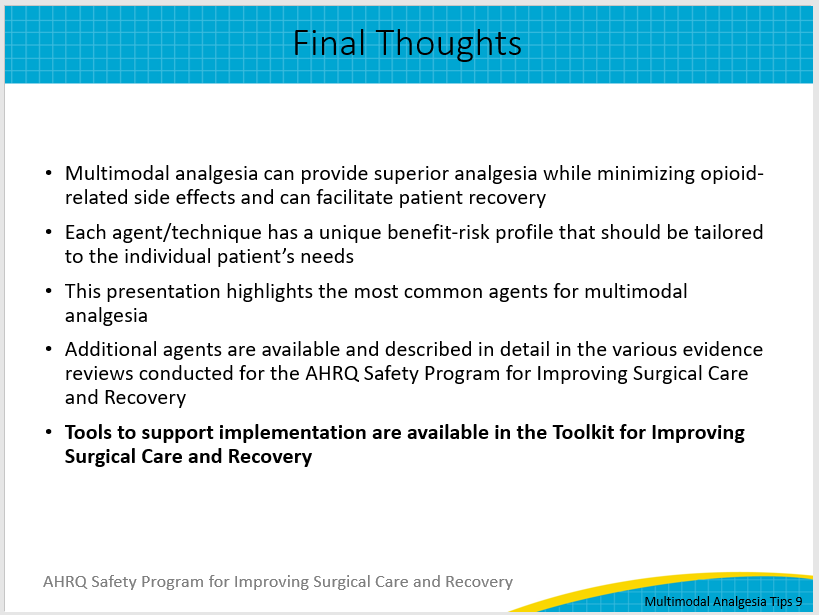 Final Thoughts
• Multimodal analgesia can provide superior analgesia while minimizing opioid-
related side effects and can facilitate patient recovery
• Each agent/technique has a unique benefit-risk profile that should be tailored
to the individual patient’s needs
• This presentation highlights the most common agents for multimodal
analgesia
• Additional agents are available and described in detail in the various evidence
reviews conducted for the AHRQ Safety Program for Improving Surgical Care
and Recovery
• Tools to support implementation are available in the Toolkit for Improving
Surgical Care and Recovery
AHRQ Safety Program for Improving Surgical Care and Recovery
Multimodal Analgesia Tips 9